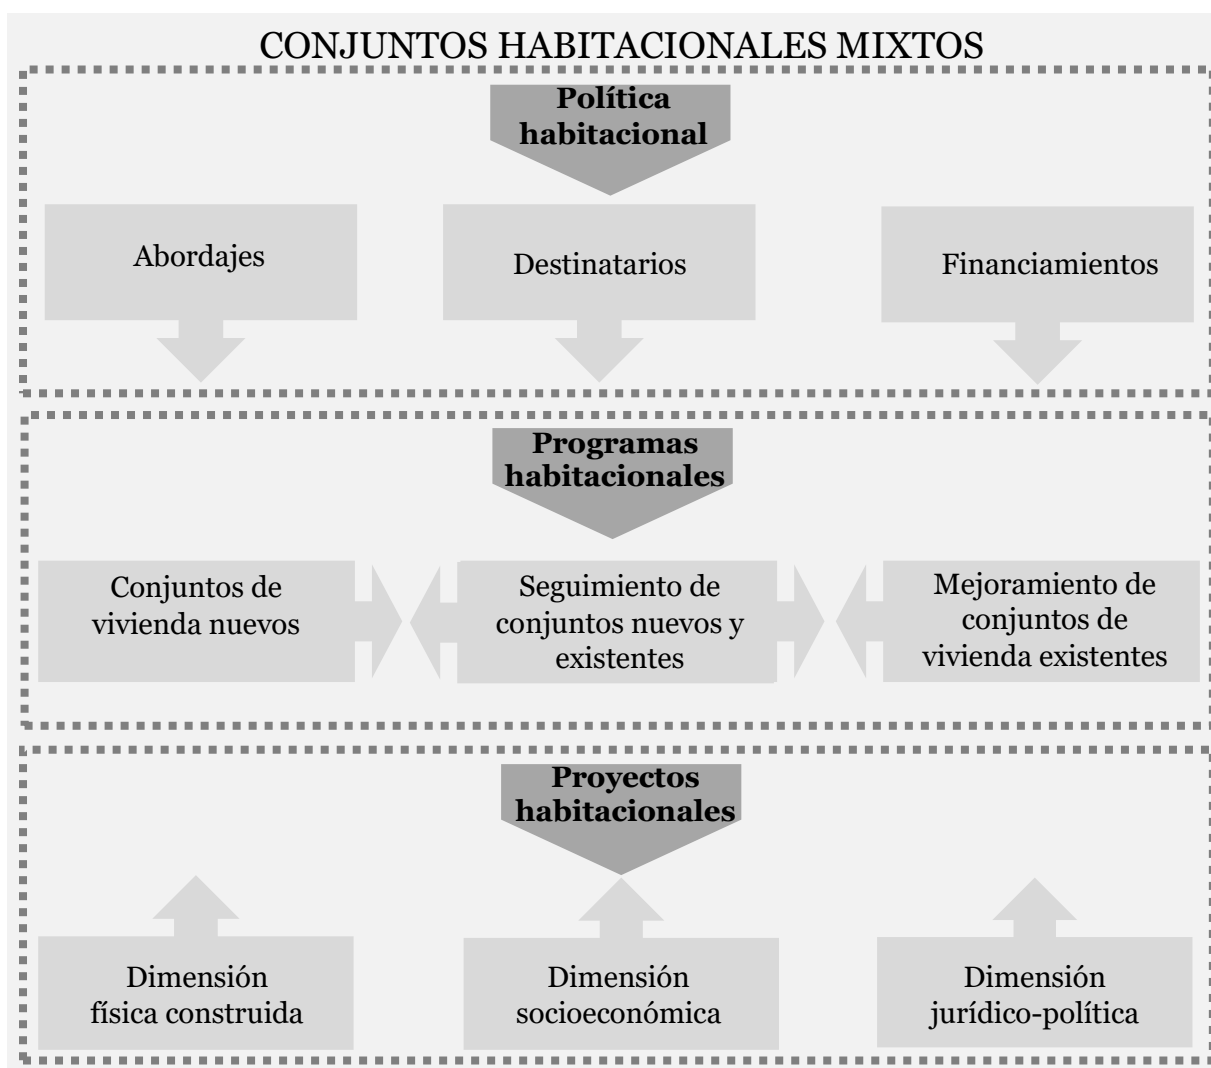 CONJUNTOS HABITACIONALES MIXTOS
Política
habitacional
Abordajes
Destinatarios
Financiamientos
Programas
habitacionales
Conjuntos de
vivienda nuevos
Seguimiento de
conjuntos nuevos y
existentes
Mejoramiento de
conjuntos de
vivienda existentes
Proyectos
habitacionales
Dimensión
física construida
Dimensión
socioeconómica
Dimensión
jurídico-política